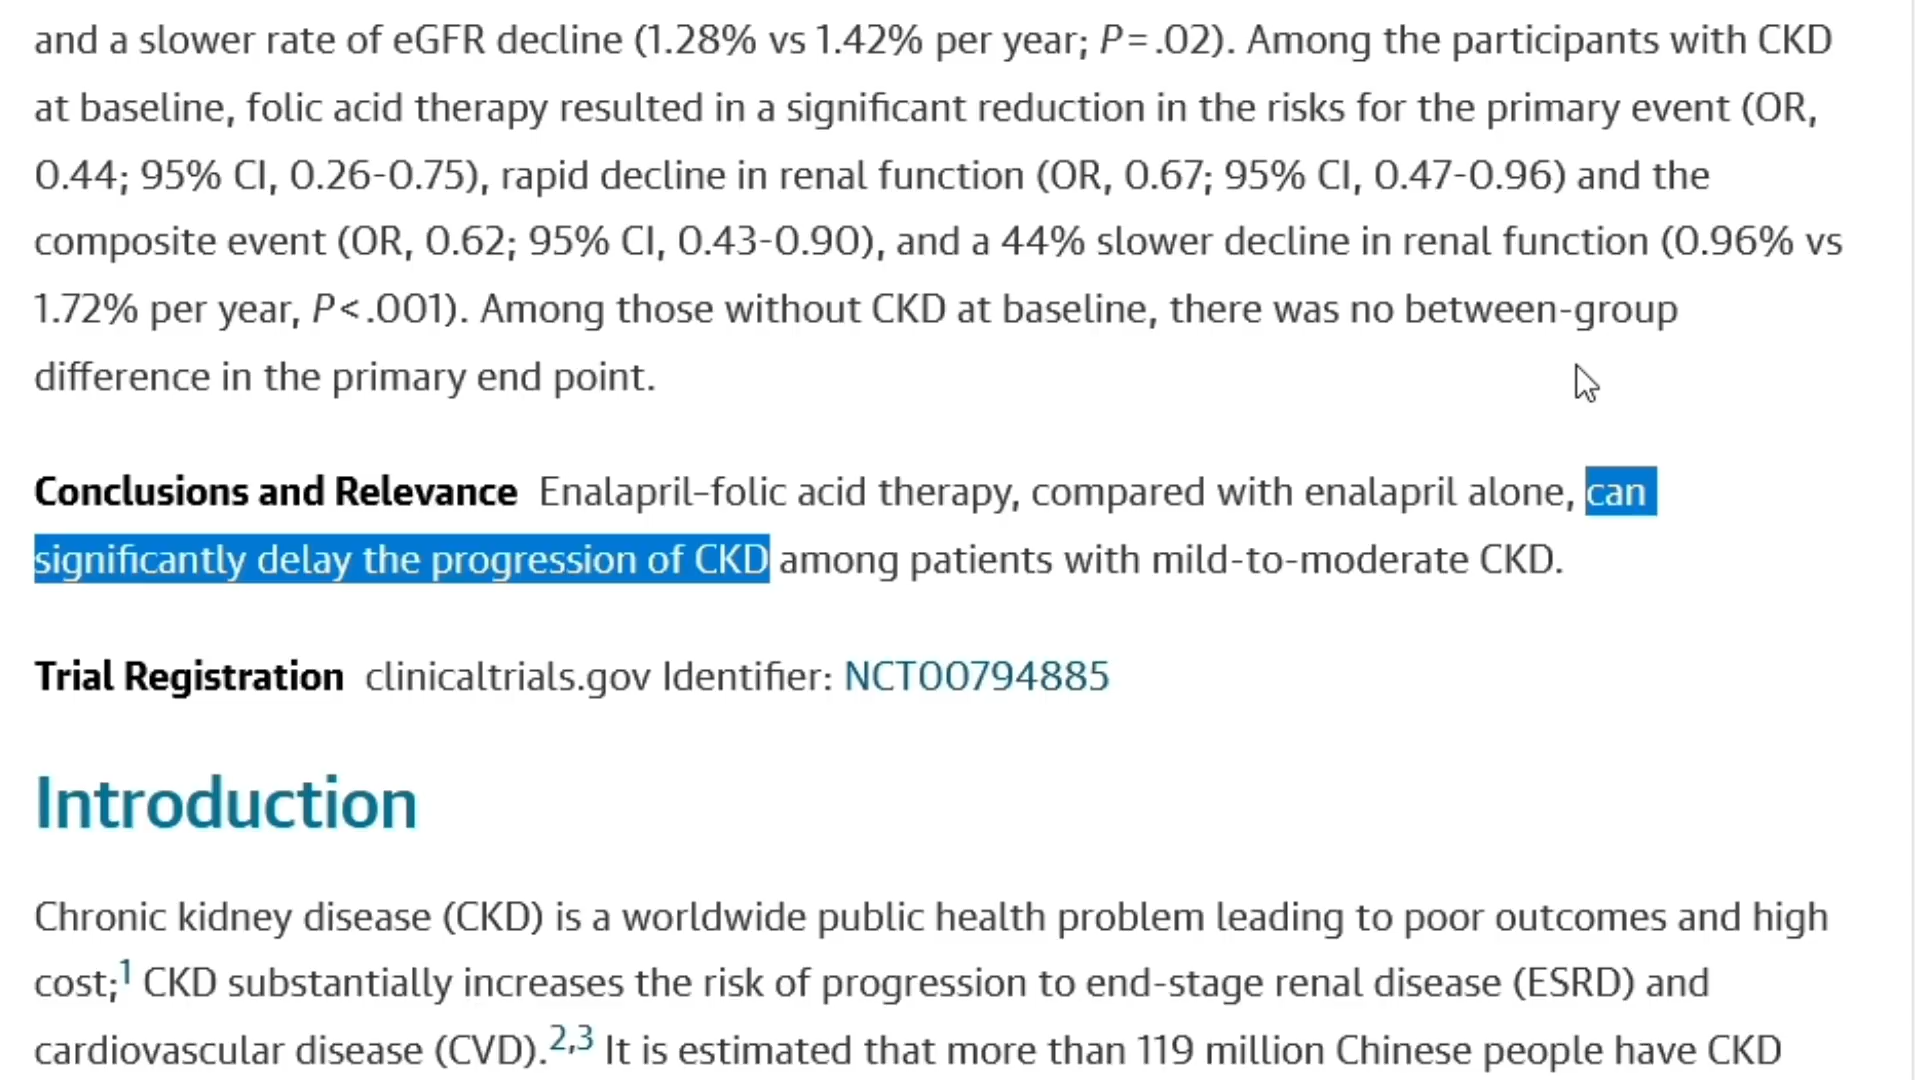 and a slower rate of eGFR decline (1.28% vs 1.42% per year; P = .02). Among the participants with CKD
at baseline, folic acid therapy resulted in a significant reduction in the risks for the primary event (OR,
0.44; 95% CI, 0.26-0.75), rapid decline in renal function (OR, 0.67; 95% CI, 0.47-0.96) and the
composite event (OR, 0.62; 95% CI, 0.43-0.90), and a 44% slower decline in renal function (0.96% vs
1.72% per year, P < .001). Among those without CKD at baseline, there was no between-group
difference in the primary end point.
Conclusions and Relevance Enalapril–folic acid therapy, compared with enalapril alone, can
significantly delay the progression of CKD among patients with mild-to-moderate CKD.
Trial Registration clinicaltrials.gov Identifier: NCT00794885
Introduction
Chronic kidney disease (CKD) is a worldwide public health problem leading to poor outcomes and high
cost;1 CKD substantially increases the risk of progression to end-stage renal disease (ESRD) and
cardiovascular disease (CVD).2,3 It is estimated that more than 119 million Chinese people have CKD